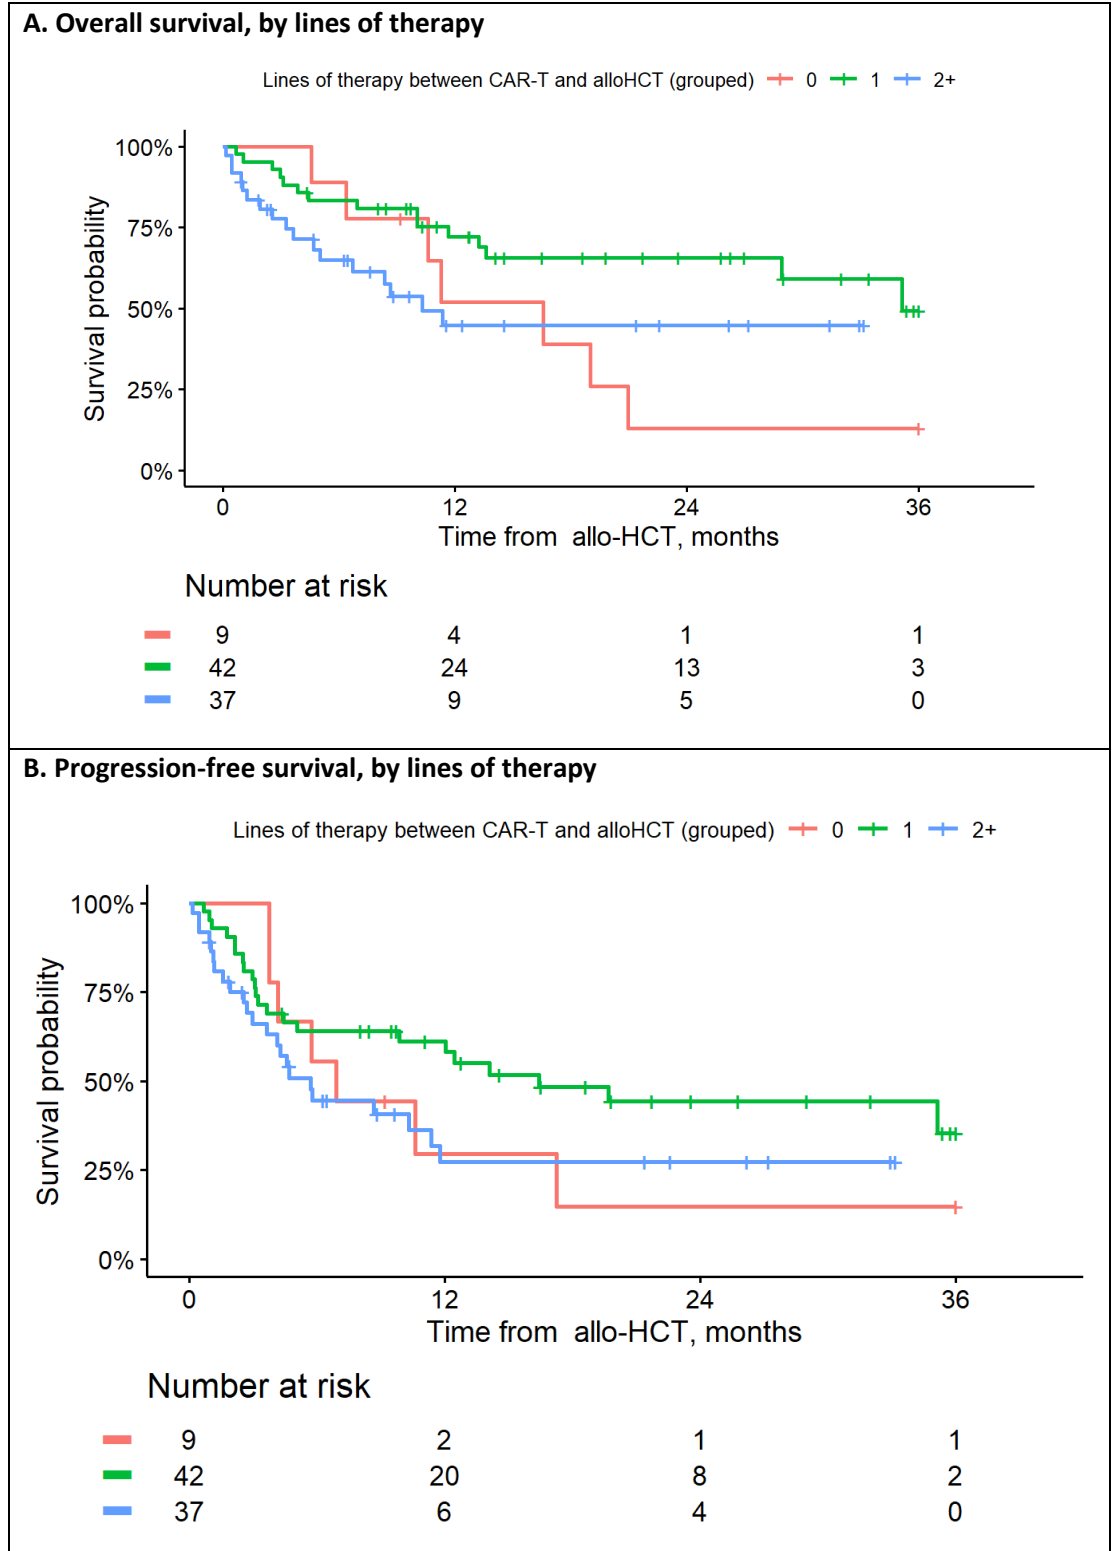 A. Overall survival, by lines of therapy
Lines of therapy between CAR-T and alloHCT (grouped) 0 1 2+
100%
75%
50%
25%
0%
Survival probability
0 12 24 36
Time from allo-HCT, months
Number at risk
9 4 1 1
42 24 13 3
37 9 5 0
B. Progression-free survival, by lines of therapy
Lines of therapy between CAR-T and alloHCT (grouped) 0 1 2+
100%
75%
50%
25%
0%
Survival probability
0 12 24 36
Time from allo-HCT, months
Number at risk
9 2 1 1
42 20 8 2
37 6 4 0